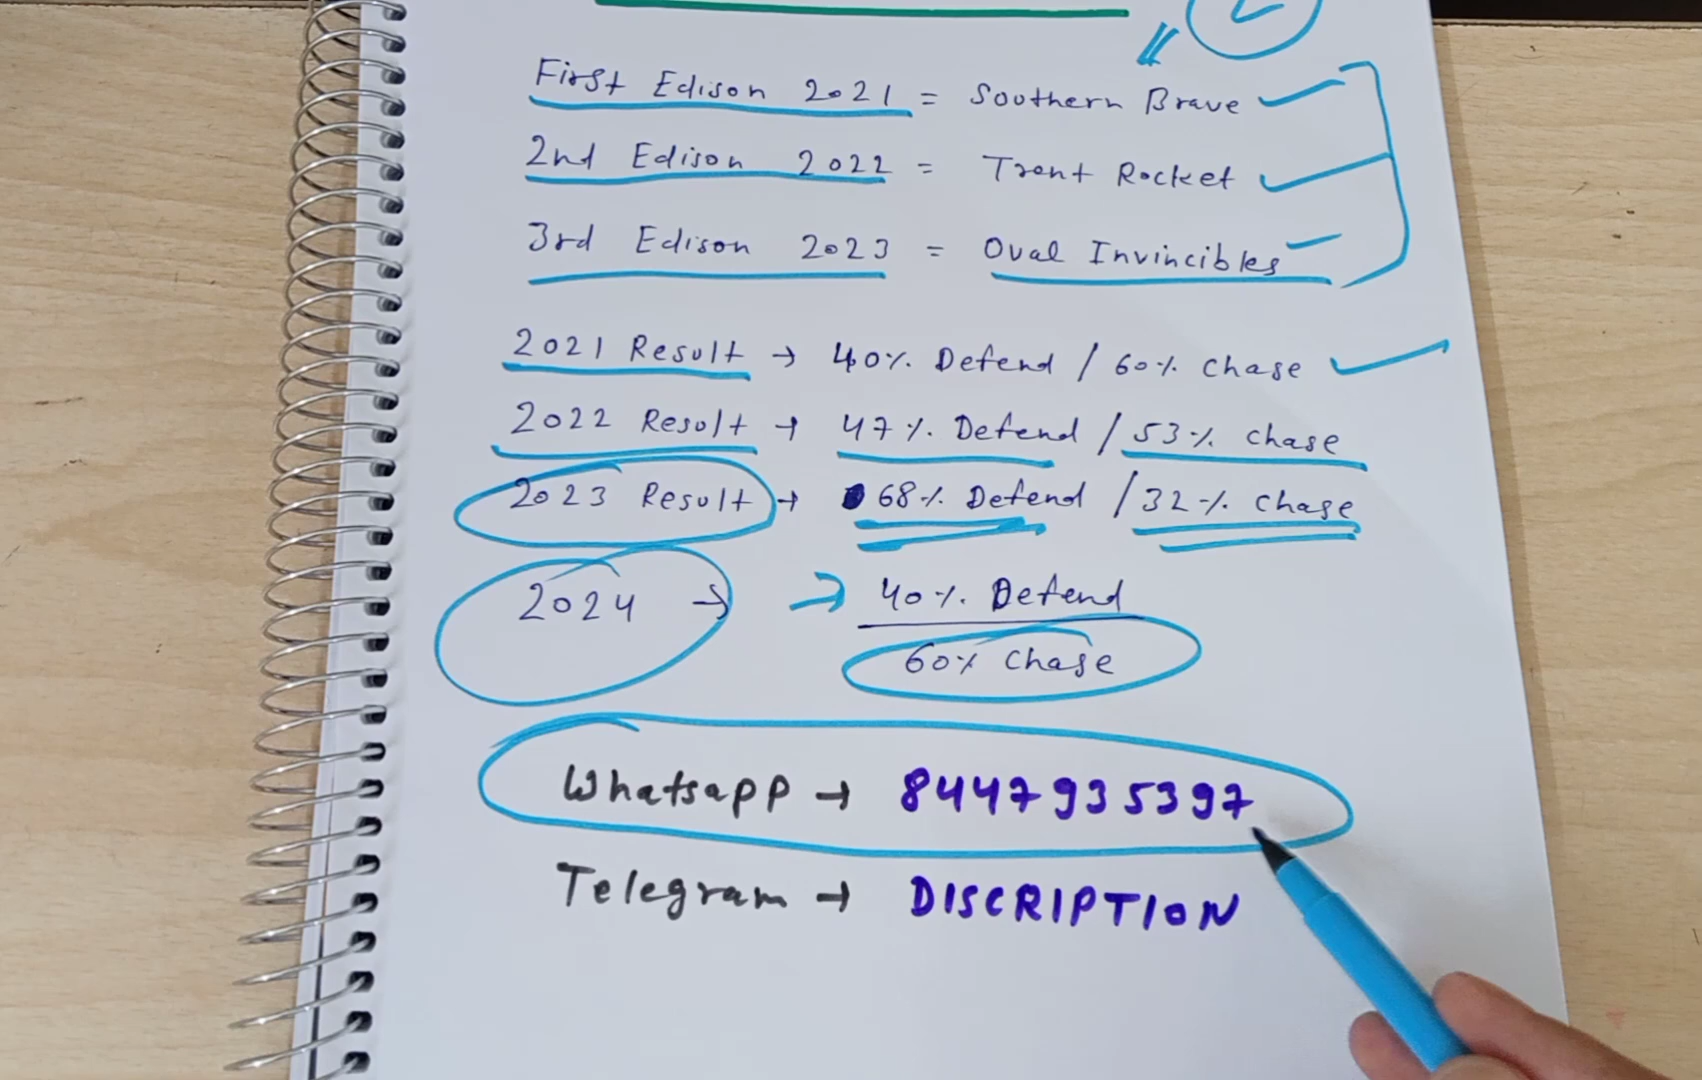 First Edison 2021 = Soothern Brave
2nd Edison 2022 = Trent Rocket
3rd Edison 2023 = Oval Invincibles
2021 Result → 40% Defend / 60% chase
2022 Result → 47% Defend / 53% chase
2023 Result → 68% Defend / 32% chase
2024 → → 40% Defend
60% chase
Whatsapp → 8447935397
Telegram → DISCRIPTION